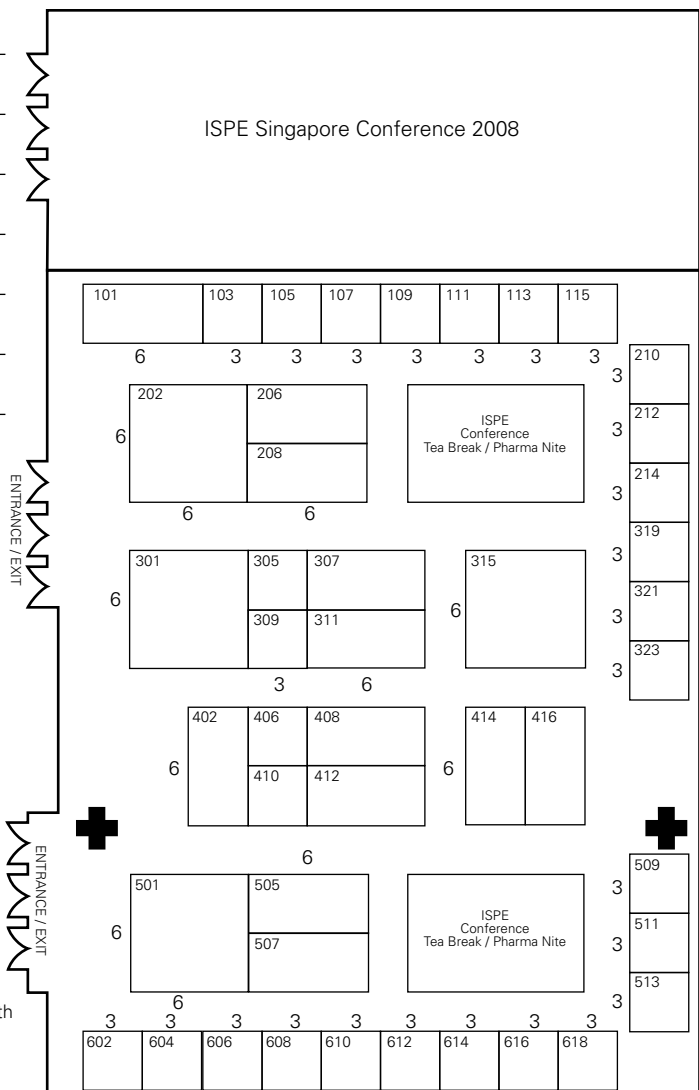 ISPE Singapore Conference 2008
101 103 105 107 109 111 113 115
6 3 3 3 3 3 3 3
210
3
202 206
ISPE
Conference
Tea Break / Pharma Nite
212
6 3
208
214
3
6 6
ENTRANCE / EXIT
319
301 305 307 315
3
321
6 6 3
309 311
323
3
3 6
402 406 408 414 416
6 6
410 412
ENTRANCE / EXIT
6
509
3
501 505
ISPE
Conference
Tea Break / Pharma Nite
511
6 3
507
513
3
6
th
3 3 3 3 3 3 3 3 3
602 604 606 608 610 612 614 616 618